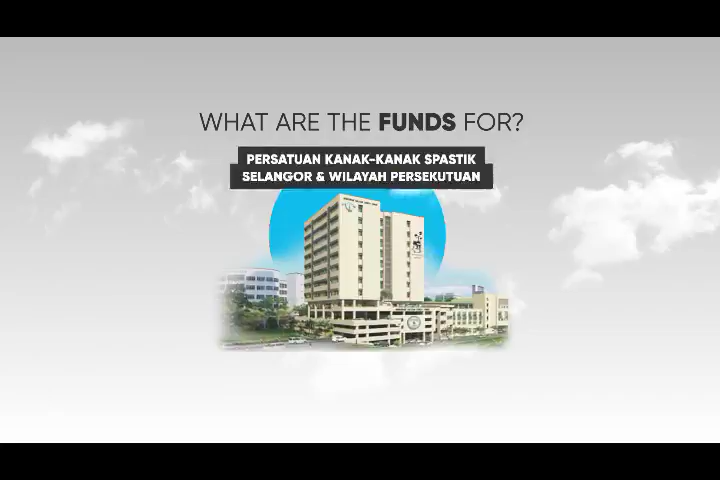 WHAT ARE THE FUNDS FOR?
PERSATUAN KANAK-KANAK SPASTIK
SELANGOR & WILAYAH PERSEKUTUAN